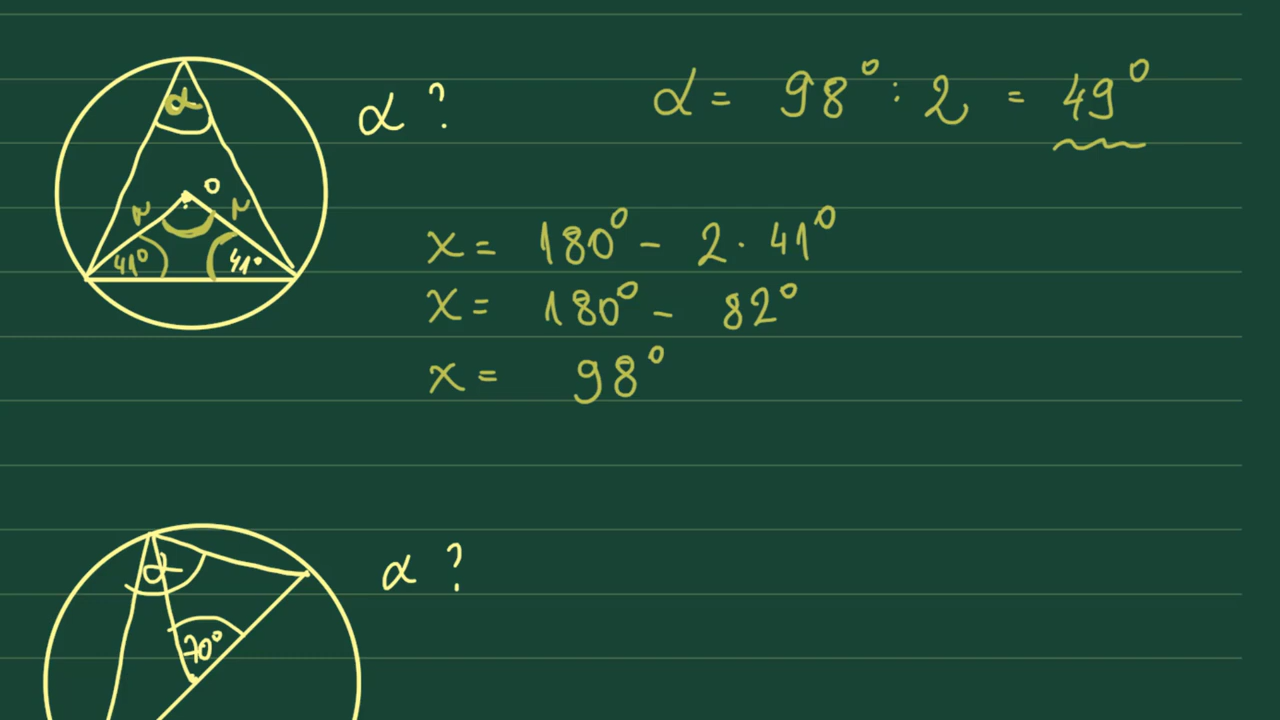 α
o
r r
41° 41°
α ?
α = 98° : 2 = 49°
x = 180° - 2 · 41°
x = 180° - 82°
x = 98°
α
70°
α ?